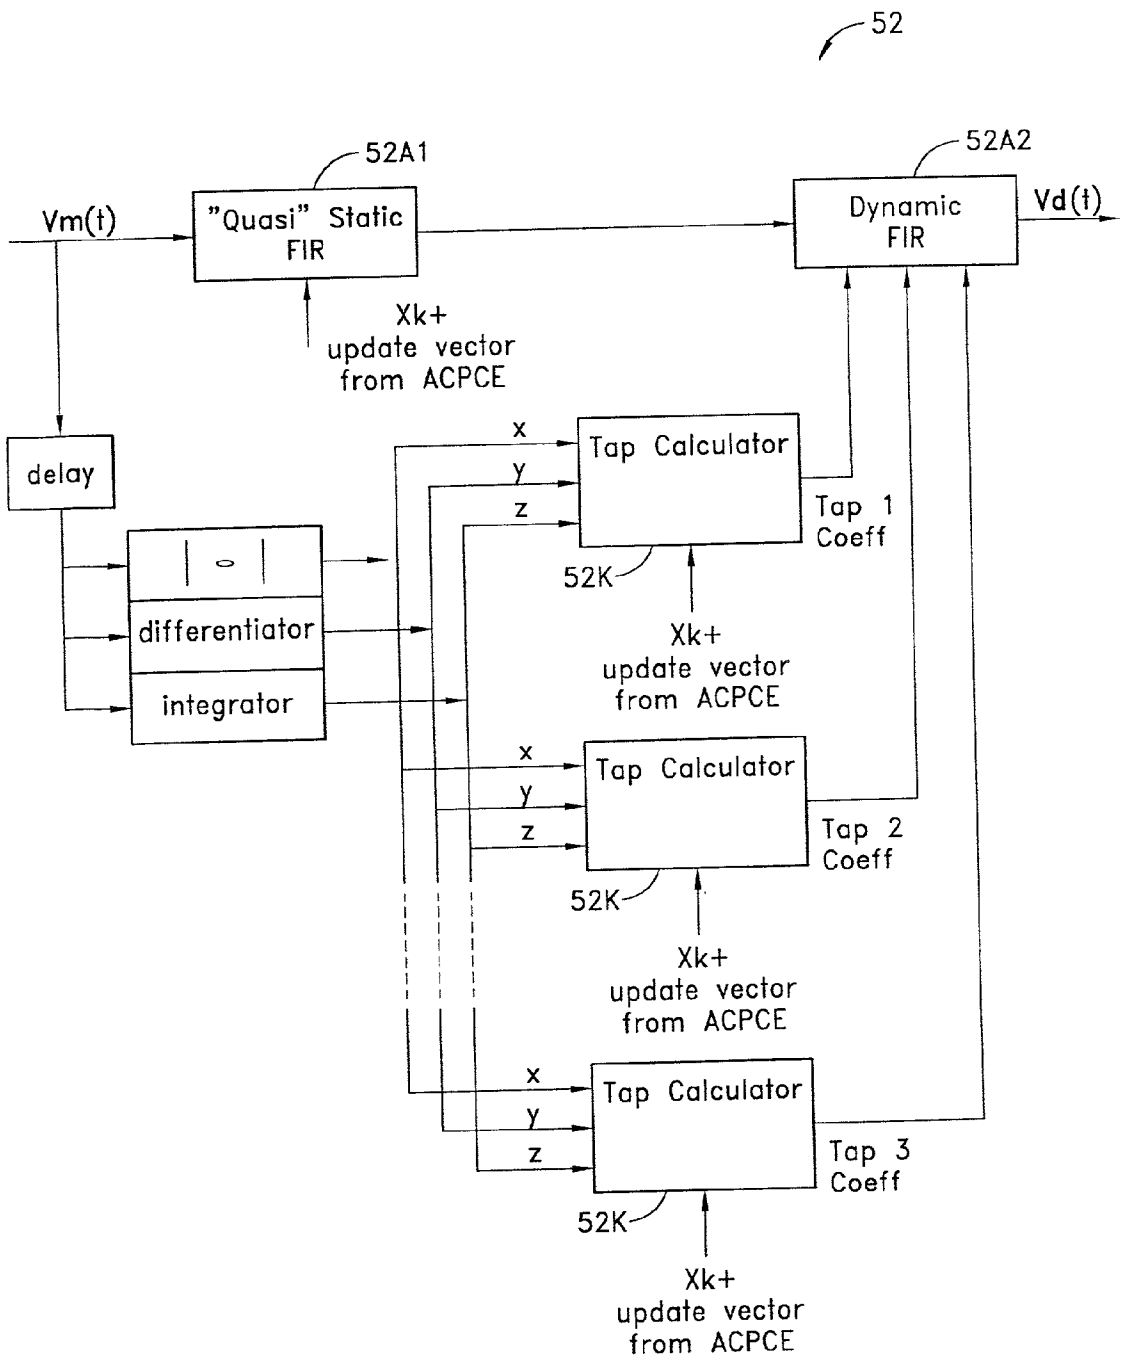 52
52A1
52A2
Vm(t)
"Quasi" Static
FIR
Dynamic
FIR
Vd(t)
Xk+
update vector
from ACPCE
delay
x
y
z
Tap Calculator
Tap 1
Coeff
52K
| o |
differentiator
integrator
Xk+
update vector
from ACPCE
x
y
z
Tap Calculator
Tap 2
Coeff
52K
Xk+
update vector
from ACPCE
x
y
z
Tap Calculator
Tap 3
Coeff
52K
Xk+
update vector
from ACPCE